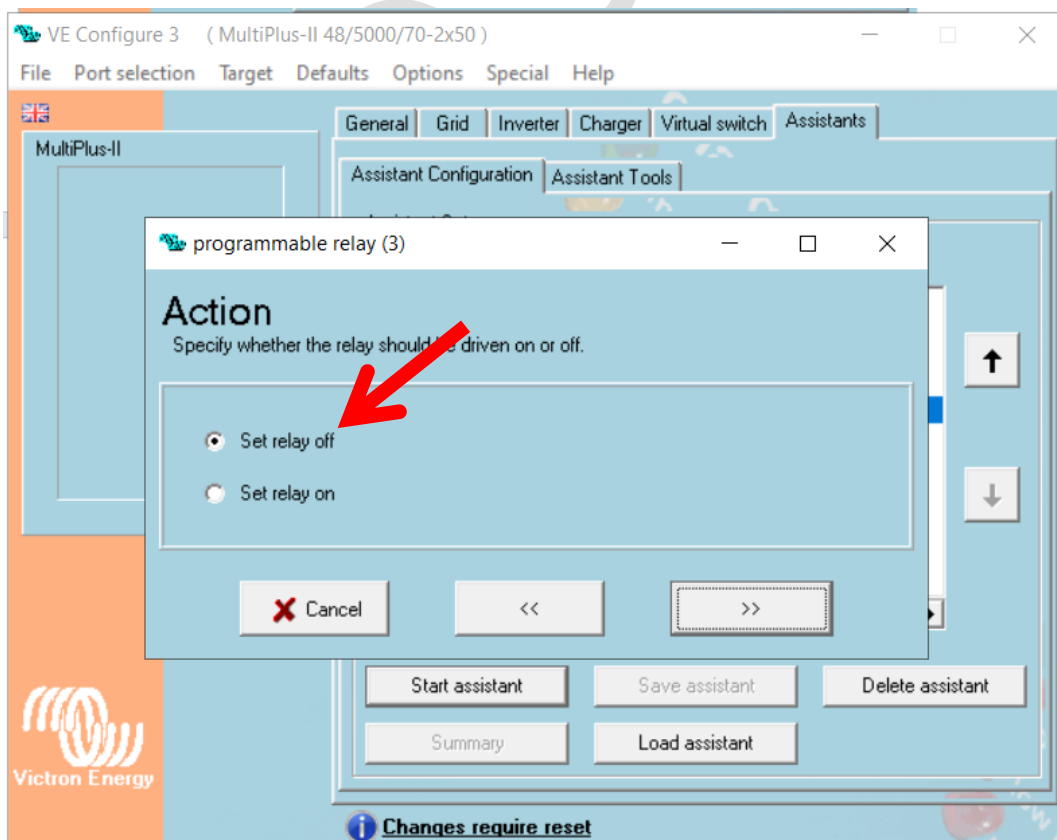 VE Configure 3 ( MultiPlus-II 48/5000/70-2x50 )
File Port selection Target Defaults Options Special Help
General Grid Inverter Charger Virtual switch Assistants
MultiPlus-II
Assistant Configuration Assistant Tools
programmable relay (3)
Action
Specify whether the relay should be driven on or off.
Set relay off
Set relay on
Cancel << >>
Start assistant Save assistant Delete assistant
Summary Load assistant
Victron Energy
Changes require reset